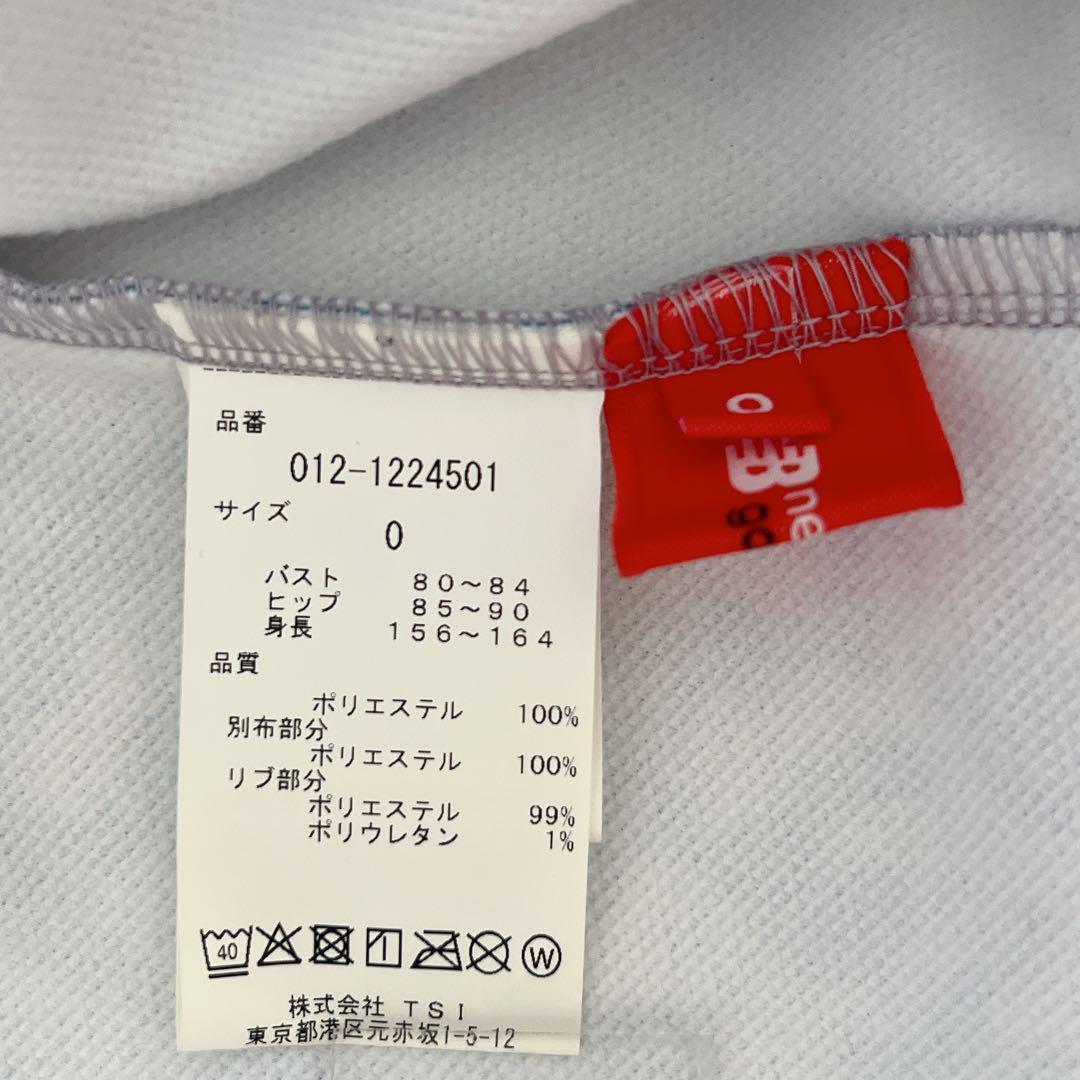 品番
012-1224501
サイズ
0
バスト 80～84
ヒップ 85～90
身長 156～164
品質
ポリエステル 100%
別布部分
ポリエステル 100%
リブ部分
ポリエステル 99%
ポリウレタン 1%
40
W
株式会社 TSI
東京都港区元赤坂1-5-12
0
ne
go